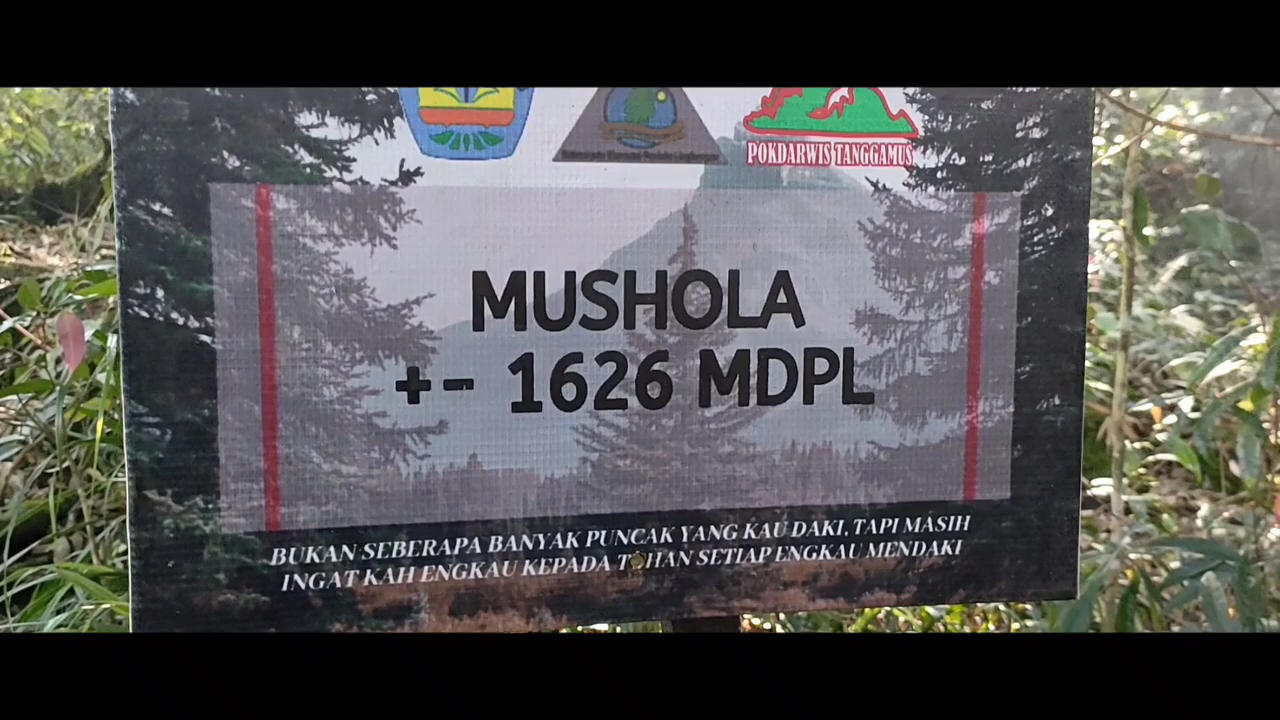 POKDARWIS TANGGAMUS
MUSHOLA
+- 1626 MDPL
BUKAN SEBERAPA BANYAK PUNCAK YANG KAU DAKI, TAPI MASIH
INGAT KAH ENGKAU KEPADA TUHAN SETIAP ENGKAU MENDAKI